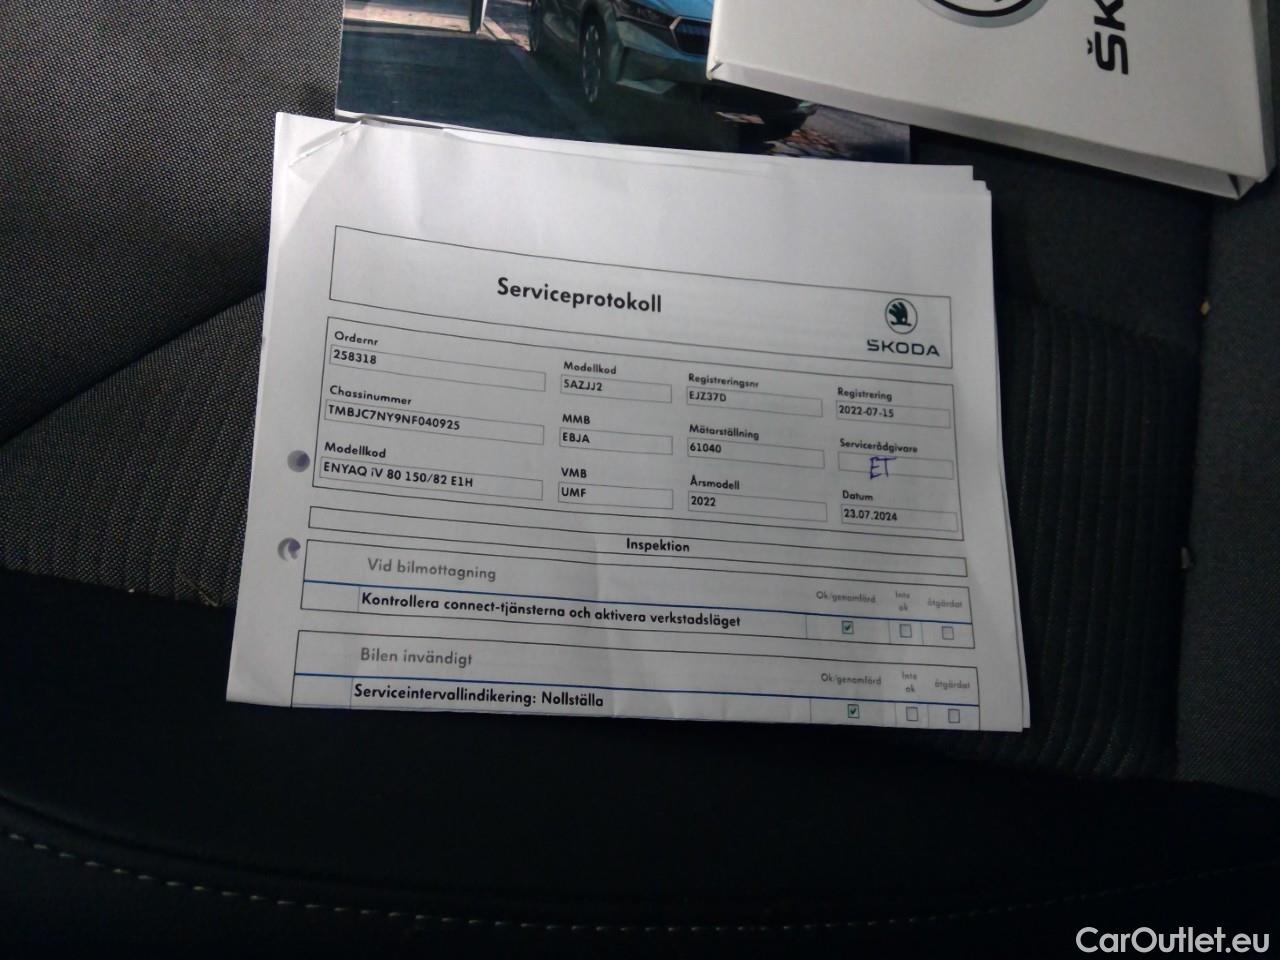 ŠK
Serviceprotokoll
ŠKODA
Ordernr
258318
Modellkod
5AZJJ2
Registreringsnr
EJZ37D
Registrering
2022-07-15
Chassinummer
TMBJC7NY9NF040925
MMB
EBJA
Mätarställning
61040
Servicerådgivare
ET
Modellkod
ENYAQ iV 80 150/82 E1H
VMB
UMF
Årsmodell
2022
Datum
23.07.2024
Inspektion
Vid bilmottagning
Ok/genomförd
Inte
ok
åtgärdat
Kontrollera connect-tjänsterna och aktivera verkstadsläget
Bilen invändigt
Ok/genomförd
Inte
ok
åtgärdat
Serviceintervallindikering: Nollställa
CarOutlet.eu